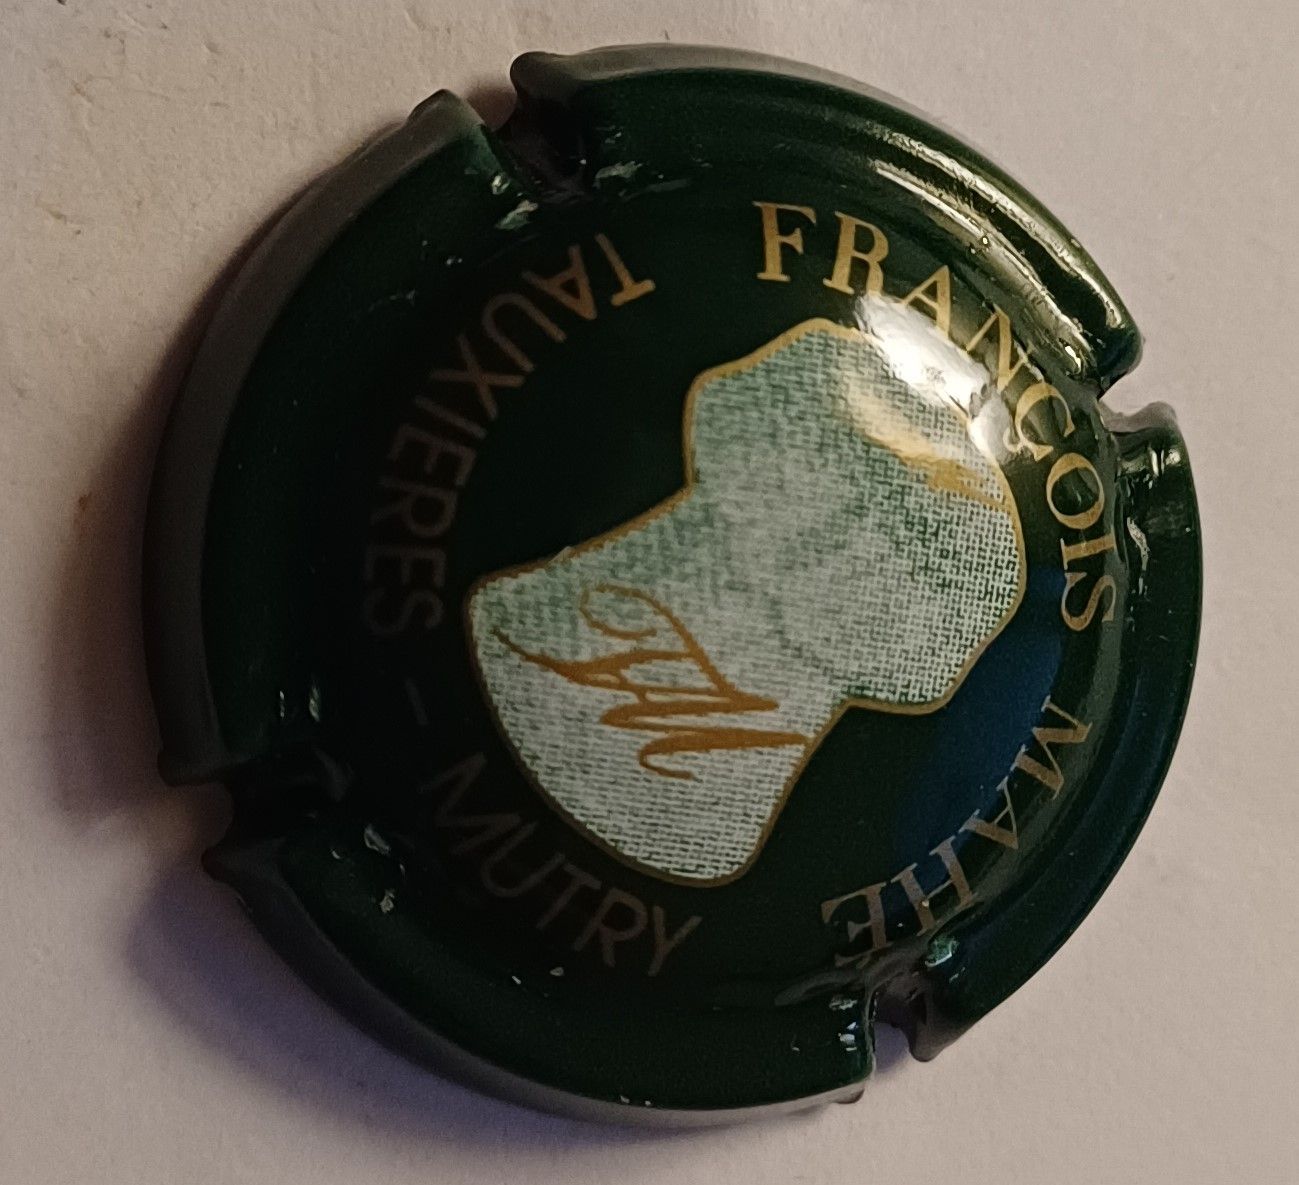 FRANÇOIS MAHE
FM
TAUXIERES - MUTRY